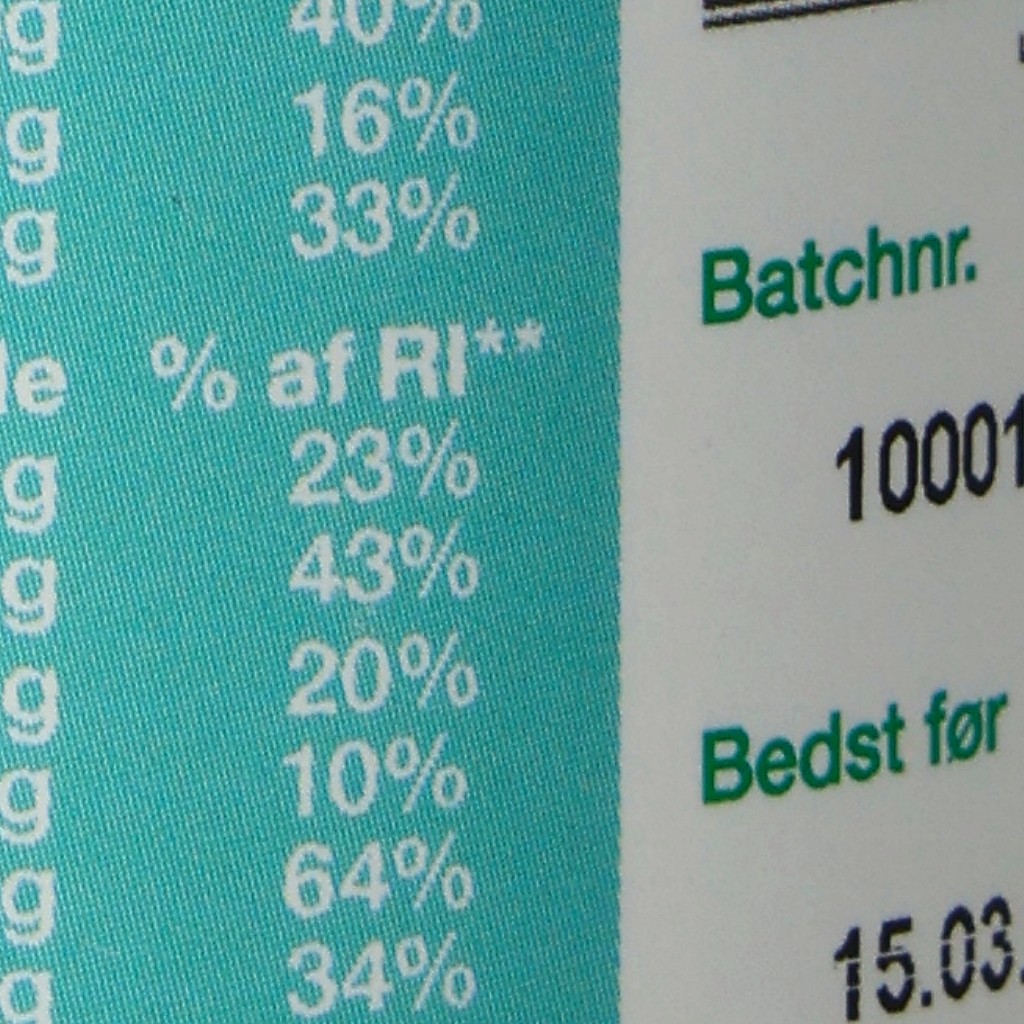 g 40%
g 16%
g 33%
le % af RI**
g 23%
g 43%
g 20%
g 10%
g 64%
g 34%
Batchnr.
10001
Bedst før
15.03.